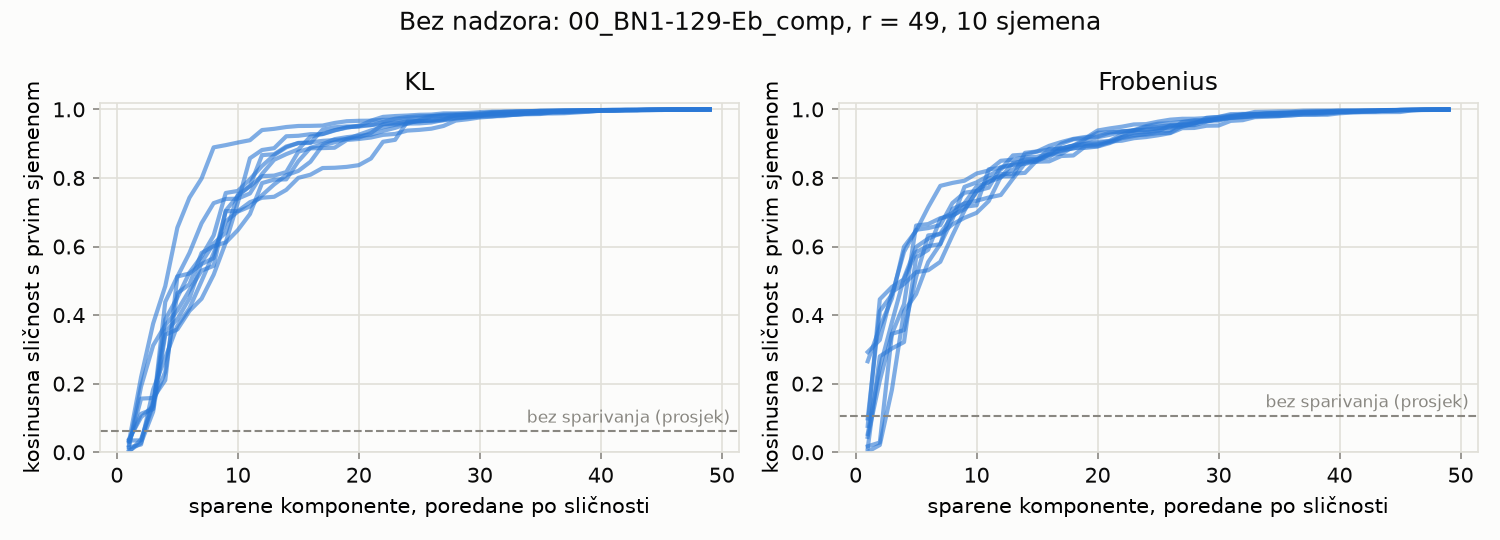 Bez nadzora: 00_BN1-129-Eb_comp, r = 49, 10 sjemena
KL
kosinusna sličnost s prvim sjemenom
1.0
0.8
0.6
0.4
0.2
0.0
bez sparivanja (prosjek)
0 10 20 30 40 50
sparene komponente, poredane po sličnosti
Frobenius
kosinusna sličnost s prvim sjemenom
1.0
0.8
0.6
0.4
0.2
0.0
bez sparivanja (prosjek)
0 10 20 30 40 50
sparene komponente, poredane po sličnosti